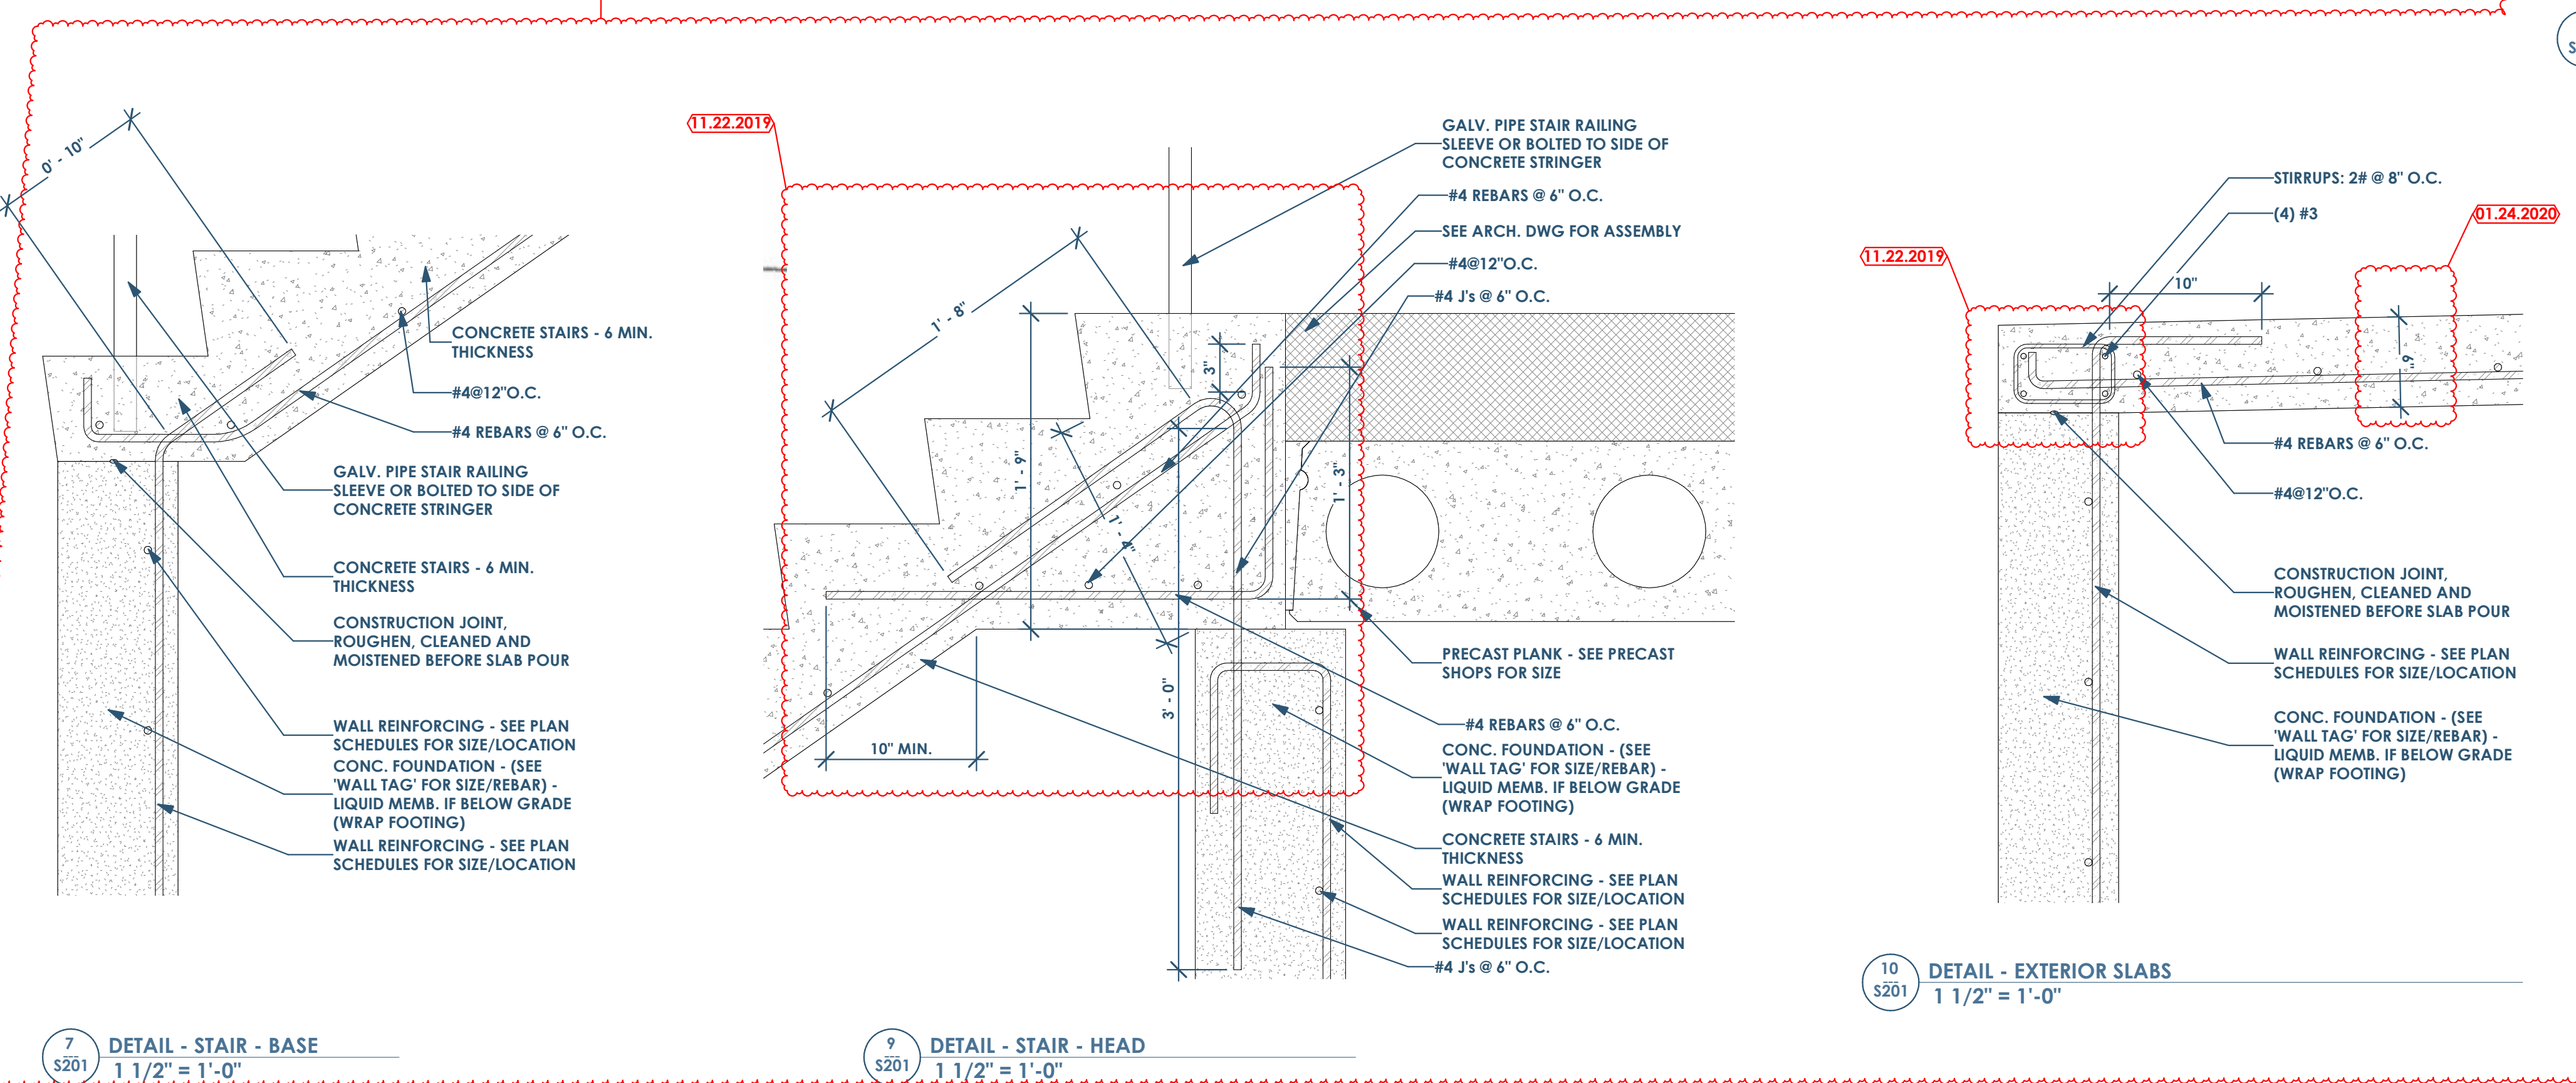 0' - 10"
CONCRETE STAIRS - 6 MIN.
THICKNESS
#4@12"O.C.
#4 REBARS @ 6" O.C.
GALV. PIPE STAIR RAILING
SLEEVE OR BOLTED TO SIDE OF
CONCRETE STRINGER
CONCRETE STAIRS - 6 MIN.
THICKNESS
CONSTRUCTION JOINT,
ROUGHEN, CLEANED AND
MOISTENED BEFORE SLAB POUR
WALL REINFORCING - SEE PLAN
SCHEDULES FOR SIZE/LOCATION
CONC. FOUNDATION - (SEE
'WALL TAG' FOR SIZE/REBAR) -
LIQUID MEMB. IF BELOW GRADE
(WRAP FOOTING)
WALL REINFORCING - SEE PLAN
SCHEDULES FOR SIZE/LOCATION
7
S201
DETAIL - STAIR - BASE
1 1/2" = 1'-0"
11.22.2019
GALV. PIPE STAIR RAILING
SLEEVE OR BOLTED TO SIDE OF
CONCRETE STRINGER
#4 REBARS @ 6" O.C.
SEE ARCH. DWG FOR ASSEMBLY
#4@12"O.C.
#4 J's @ 6" O.C.
1' - 8"
3"
1' - 9"
1' - 4"
1' - 3"
3' - 0"
10" MIN.
PRECAST PLANK - SEE PRECAST
SHOPS FOR SIZE
#4 REBARS @ 6" O.C.
CONC. FOUNDATION - (SEE
'WALL TAG' FOR SIZE/REBAR) -
LIQUID MEMB. IF BELOW GRADE
(WRAP FOOTING)
CONCRETE STAIRS - 6 MIN.
THICKNESS
WALL REINFORCING - SEE PLAN
SCHEDULES FOR SIZE/LOCATION
WALL REINFORCING - SEE PLAN
SCHEDULES FOR SIZE/LOCATION
#4 J's @ 6" O.C.
9
S201
DETAIL - STAIR - HEAD
1 1/2" = 1'-0"
STIRRUPS: 2# @ 8" O.C.
(4) #3
01.24.2020
11.22.2019
10"
6"
#4 REBARS @ 6" O.C.
#4@12"O.C.
CONSTRUCTION JOINT,
ROUGHEN, CLEANED AND
MOISTENED BEFORE SLAB POUR
WALL REINFORCING - SEE PLAN
SCHEDULES FOR SIZE/LOCATION
CONC. FOUNDATION - (SEE
'WALL TAG' FOR SIZE/REBAR) -
LIQUID MEMB. IF BELOW GRADE
(WRAP FOOTING)
10
S201
DETAIL - EXTERIOR SLABS
1 1/2" = 1'-0"
S